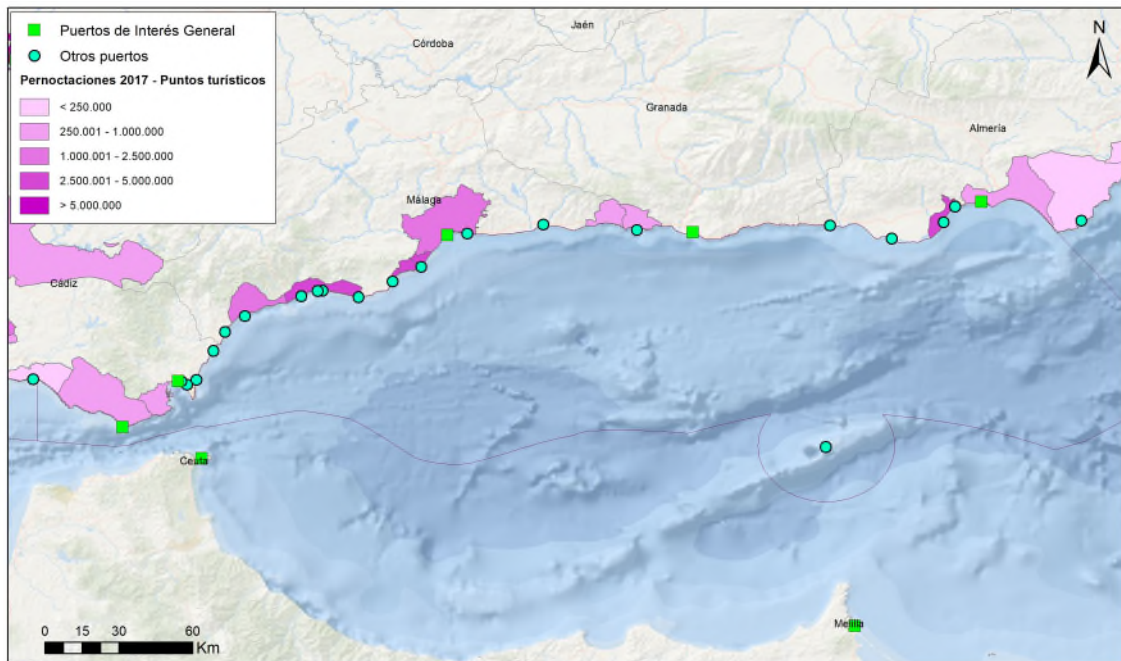 Puertos de Interés General
Otros puertos
Pernoctaciones 2017 - Puntos turísticos
< 250.000
250.001 - 1.000.000
1.000.001 - 2.500.000
2.500.001 - 5.000.000
> 5.000.000
Jaén
Córdoba
N
Granada
Almería
Málaga
Cádiz
Ceuta
Melilla
0 15 30 60
Km